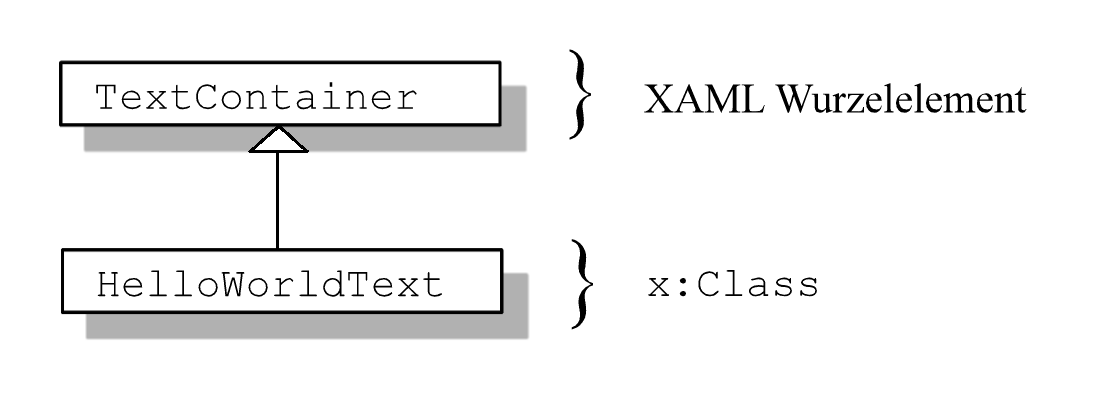 TextContainer
XAML Wurzelelement
HelloWorldText
x:Class